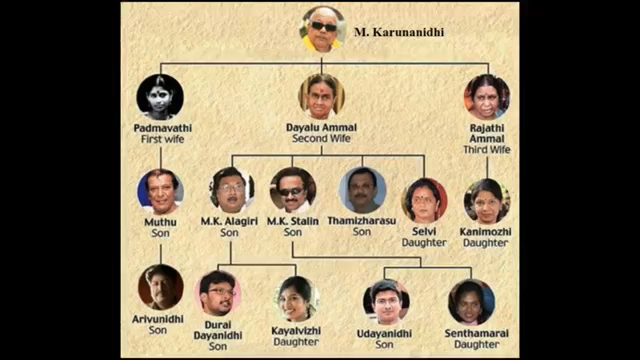 M. Karunanidhi
Padmavathi
First wife
Dayalu Ammal
Second Wife
Rajathi
Ammal
Third Wife
Muthu
Son
M.K. Alagiri
Son
M.K. Stalin
Son
Thamizharasu
Son
Selvi
Daughter
Kanimozhi
Daughter
Arivunidhi
Son
Durai
Dayanidhi
Son
Kayalvizhi
Daughter
Udayanidhi
Son
Senthamarai
Daughter